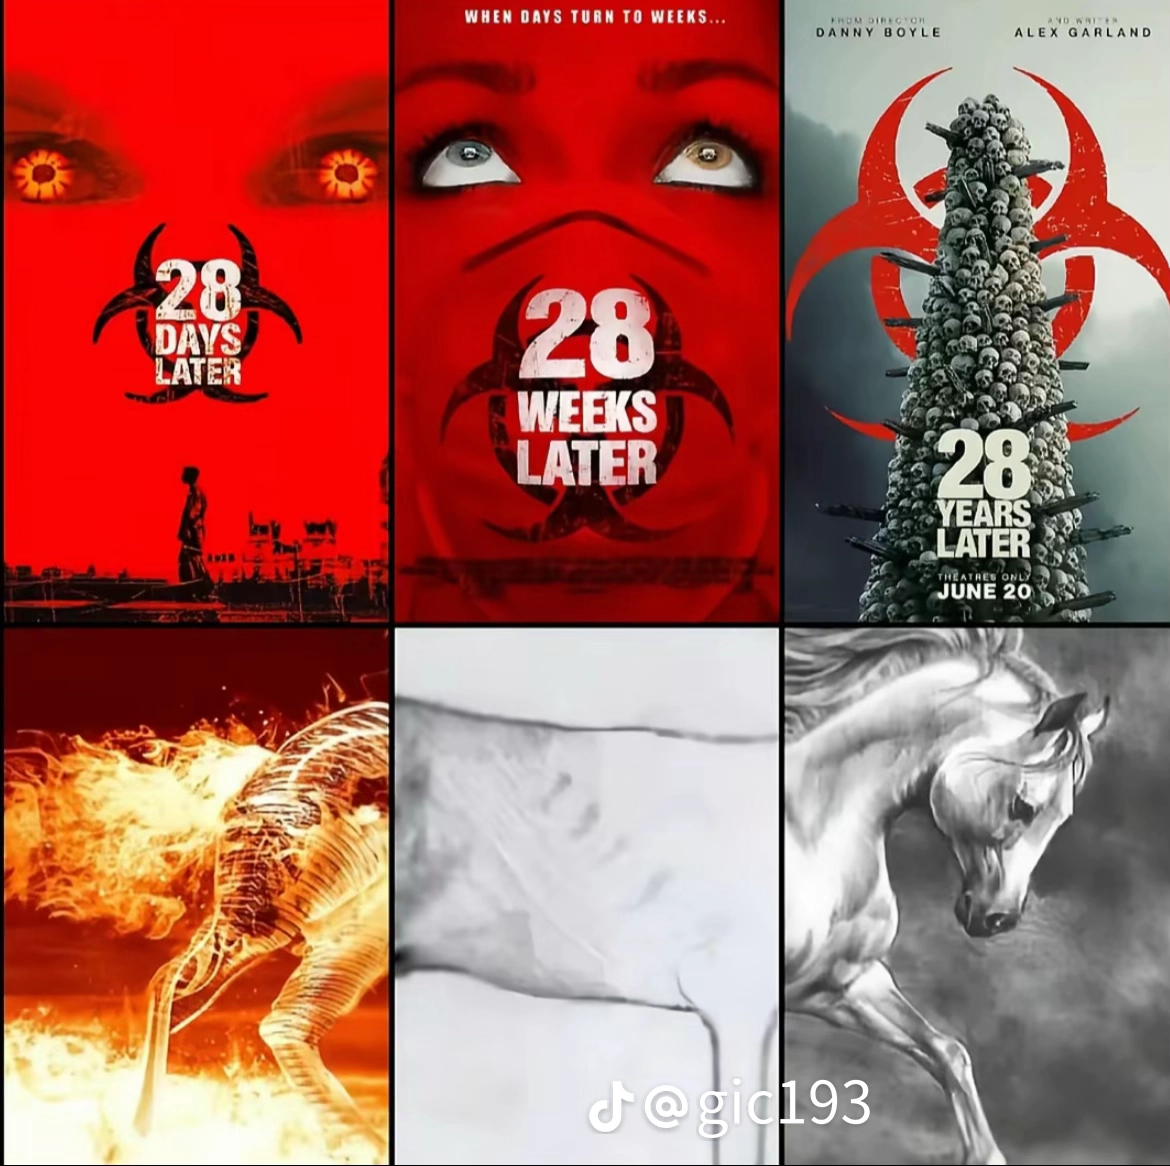 28
DAYS
LATER
WHEN DAYS TURN TO WEEKS...
28
WEEKS
LATER
FROM DIRECTOR
DANNY BOYLE
AND WRITER
ALEX GARLAND
28
YEARS
LATER
THEATRES ONLY
JUNE 20
@gic193